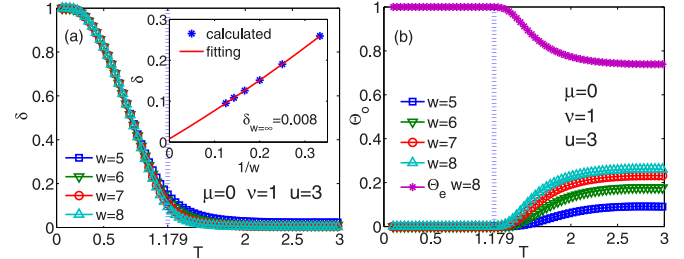 (a)
δ
1
0.8
0.6
0.4
0.2
0
0 0.5 1.179 2 2.5 3
T
w=5
w=6
w=7
w=8
μ=0 ν=1 u=3
δ
0.3
0.2
0.1
0
0.1 0.2 0.3
1/w
calculated
fitting
δw=∞=0.008
(b)
Θo
1
0.8
0.6
0.4
0.2
0
0 0.5 1.179 2 2.5 3
T
w=5
w=6
w=7
w=8
Θe w=8
μ=0
ν=1
u=3